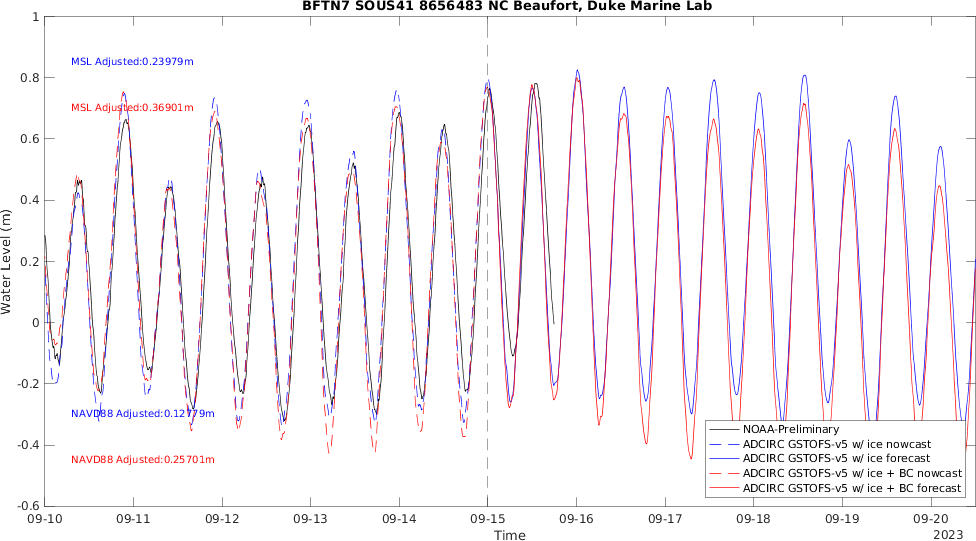 BFTN7 SOUS41 8656483 NC Beaufort, Duke Marine Lab
1
0.8
0.6
0.4
0.2
0
-0.2
-0.4
-0.6
Water Level (m)
MSL Adjusted:0.23979m
MSL Adjusted:0.36901m
NAVD88 Adjusted:0.12779m
NAVD88 Adjusted:0.25701m
NOAA-Preliminary
ADCIRC GSTOFS-v5 w/ ice nowcast
ADCIRC GSTOFS-v5 w/ ice forecast
ADCIRC GSTOFS-v5 w/ ice + BC nowcast
ADCIRC GSTOFS-v5 w/ ice + BC forecast
09-10 09-11 09-12 09-13 09-14 09-15 09-16 09-17 09-18 09-19 09-20
Time
2023